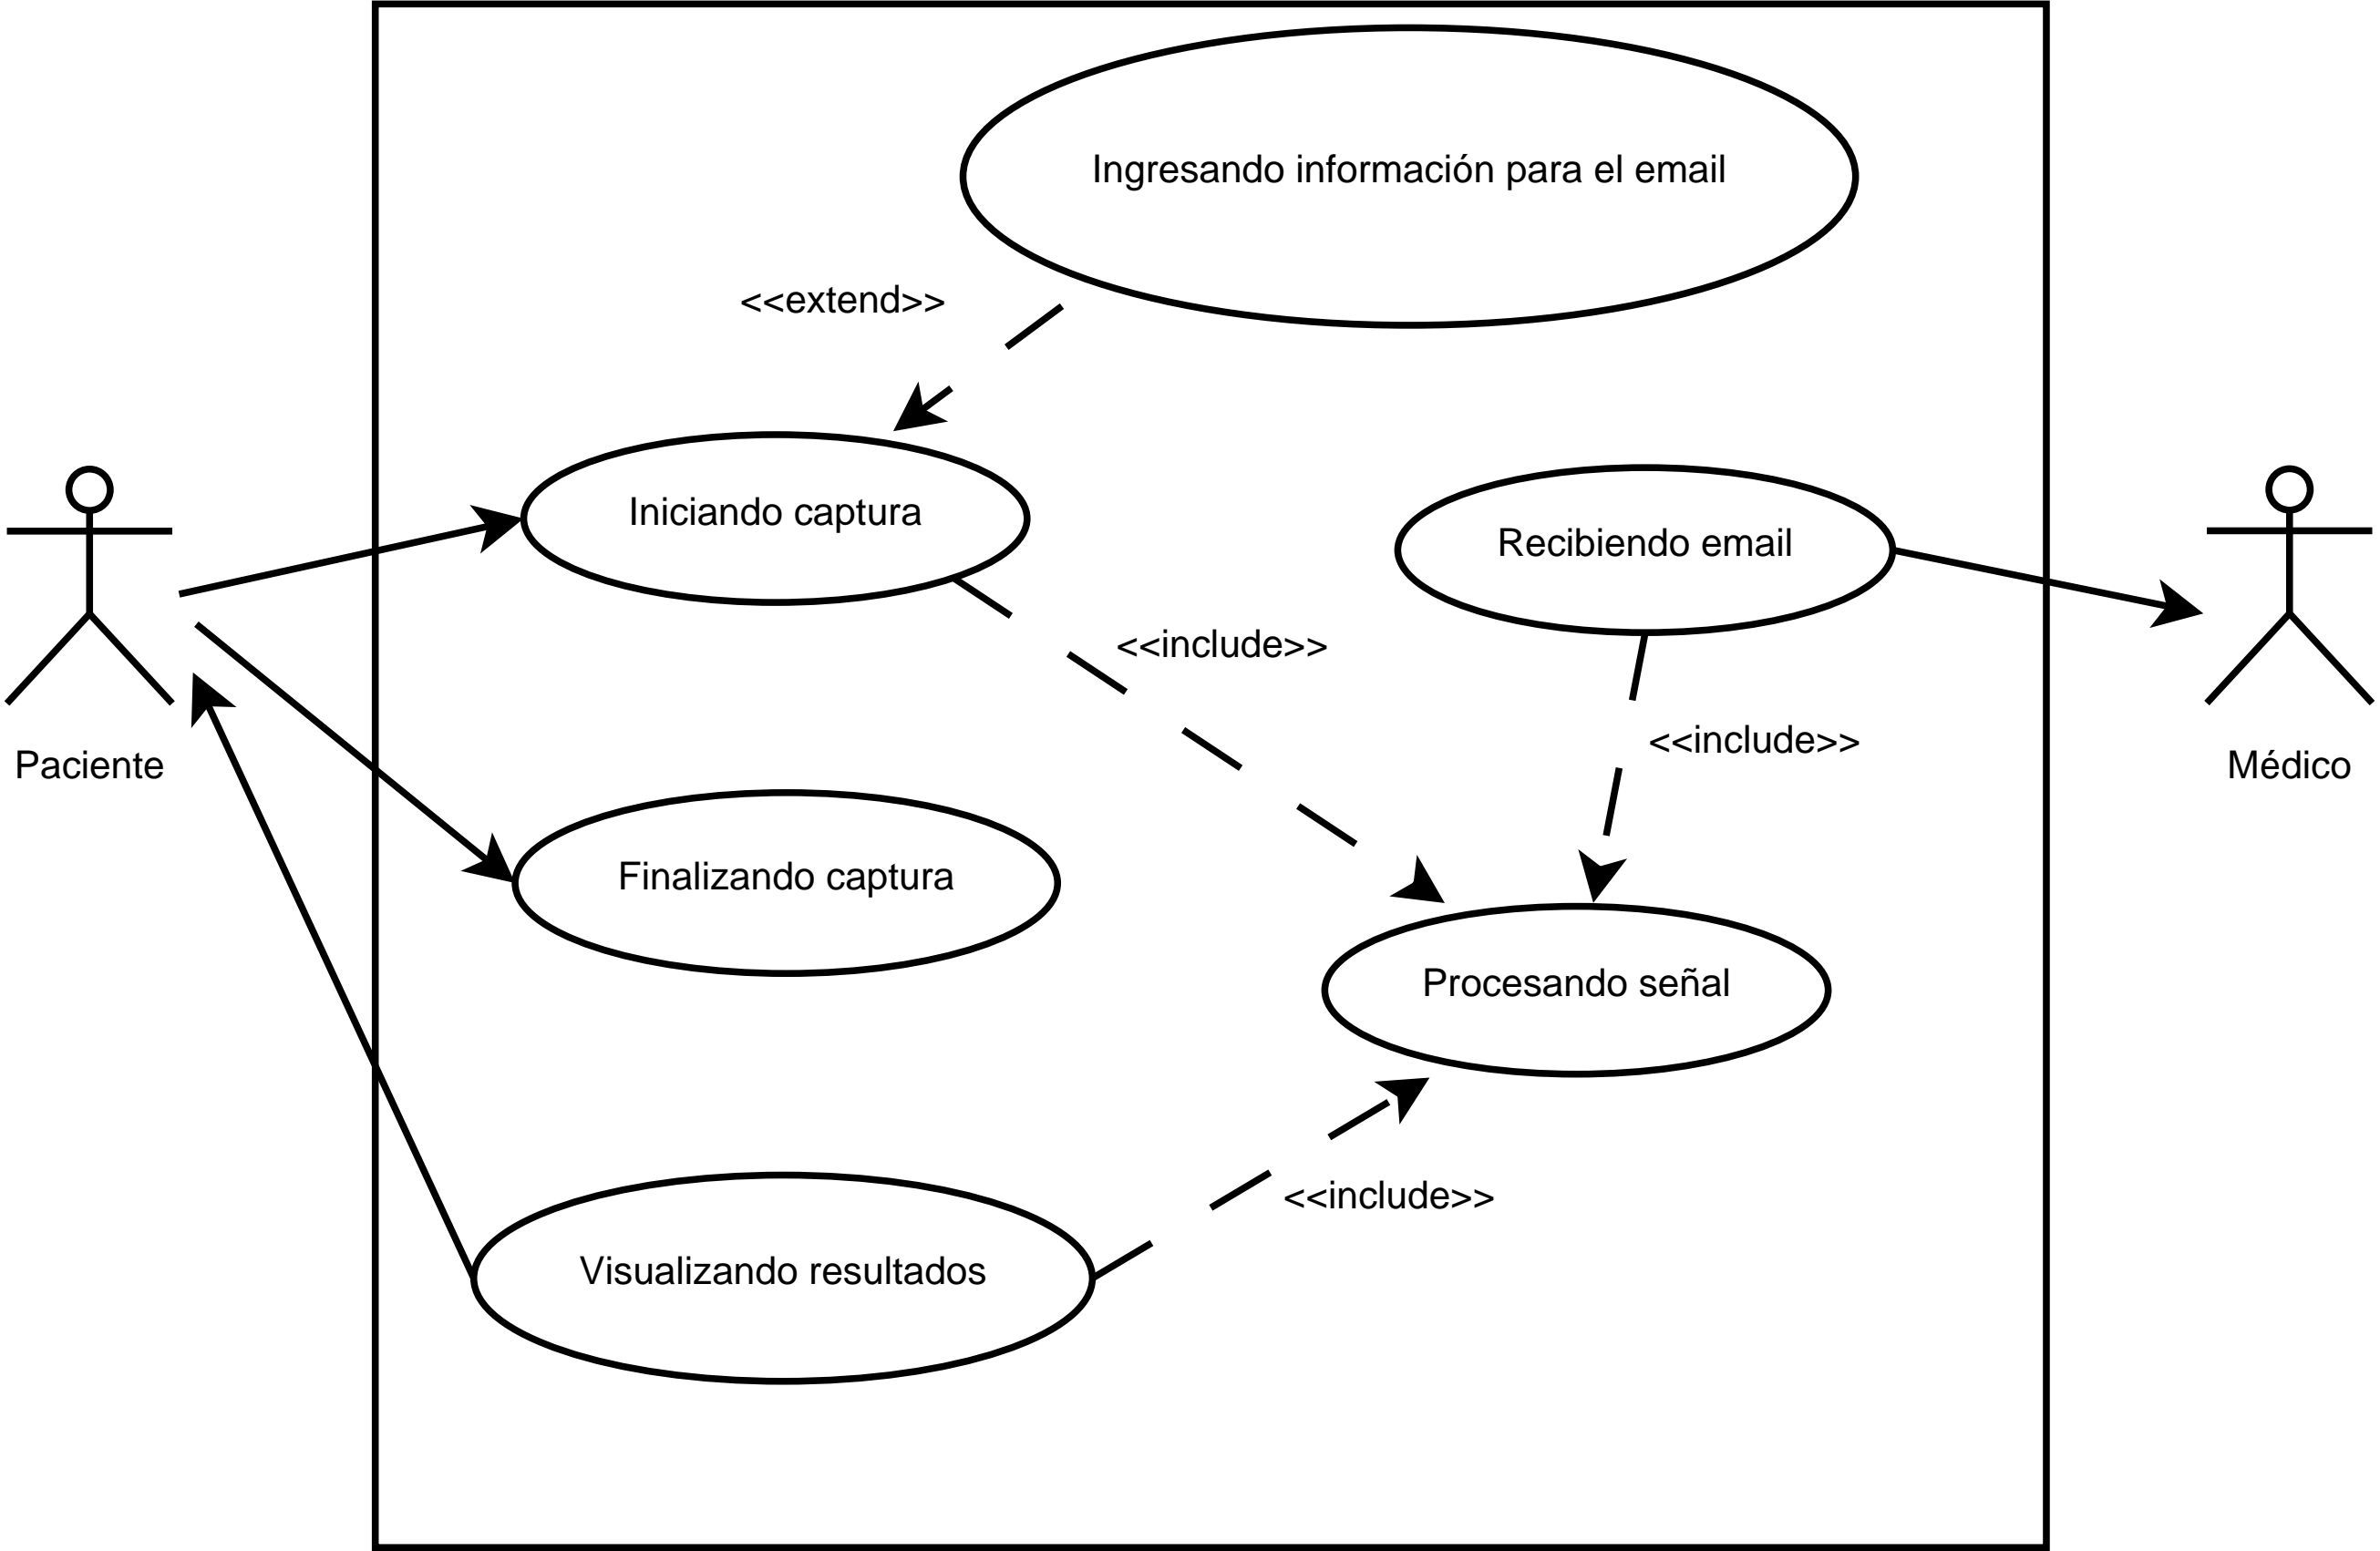 Ingresando información para el email
<<extend>>
Iniciando captura
Recibiendo email
<<include>>
<<include>>
Paciente
Médico
Finalizando captura
Procesando señal
<<include>>
Visualizando resultados